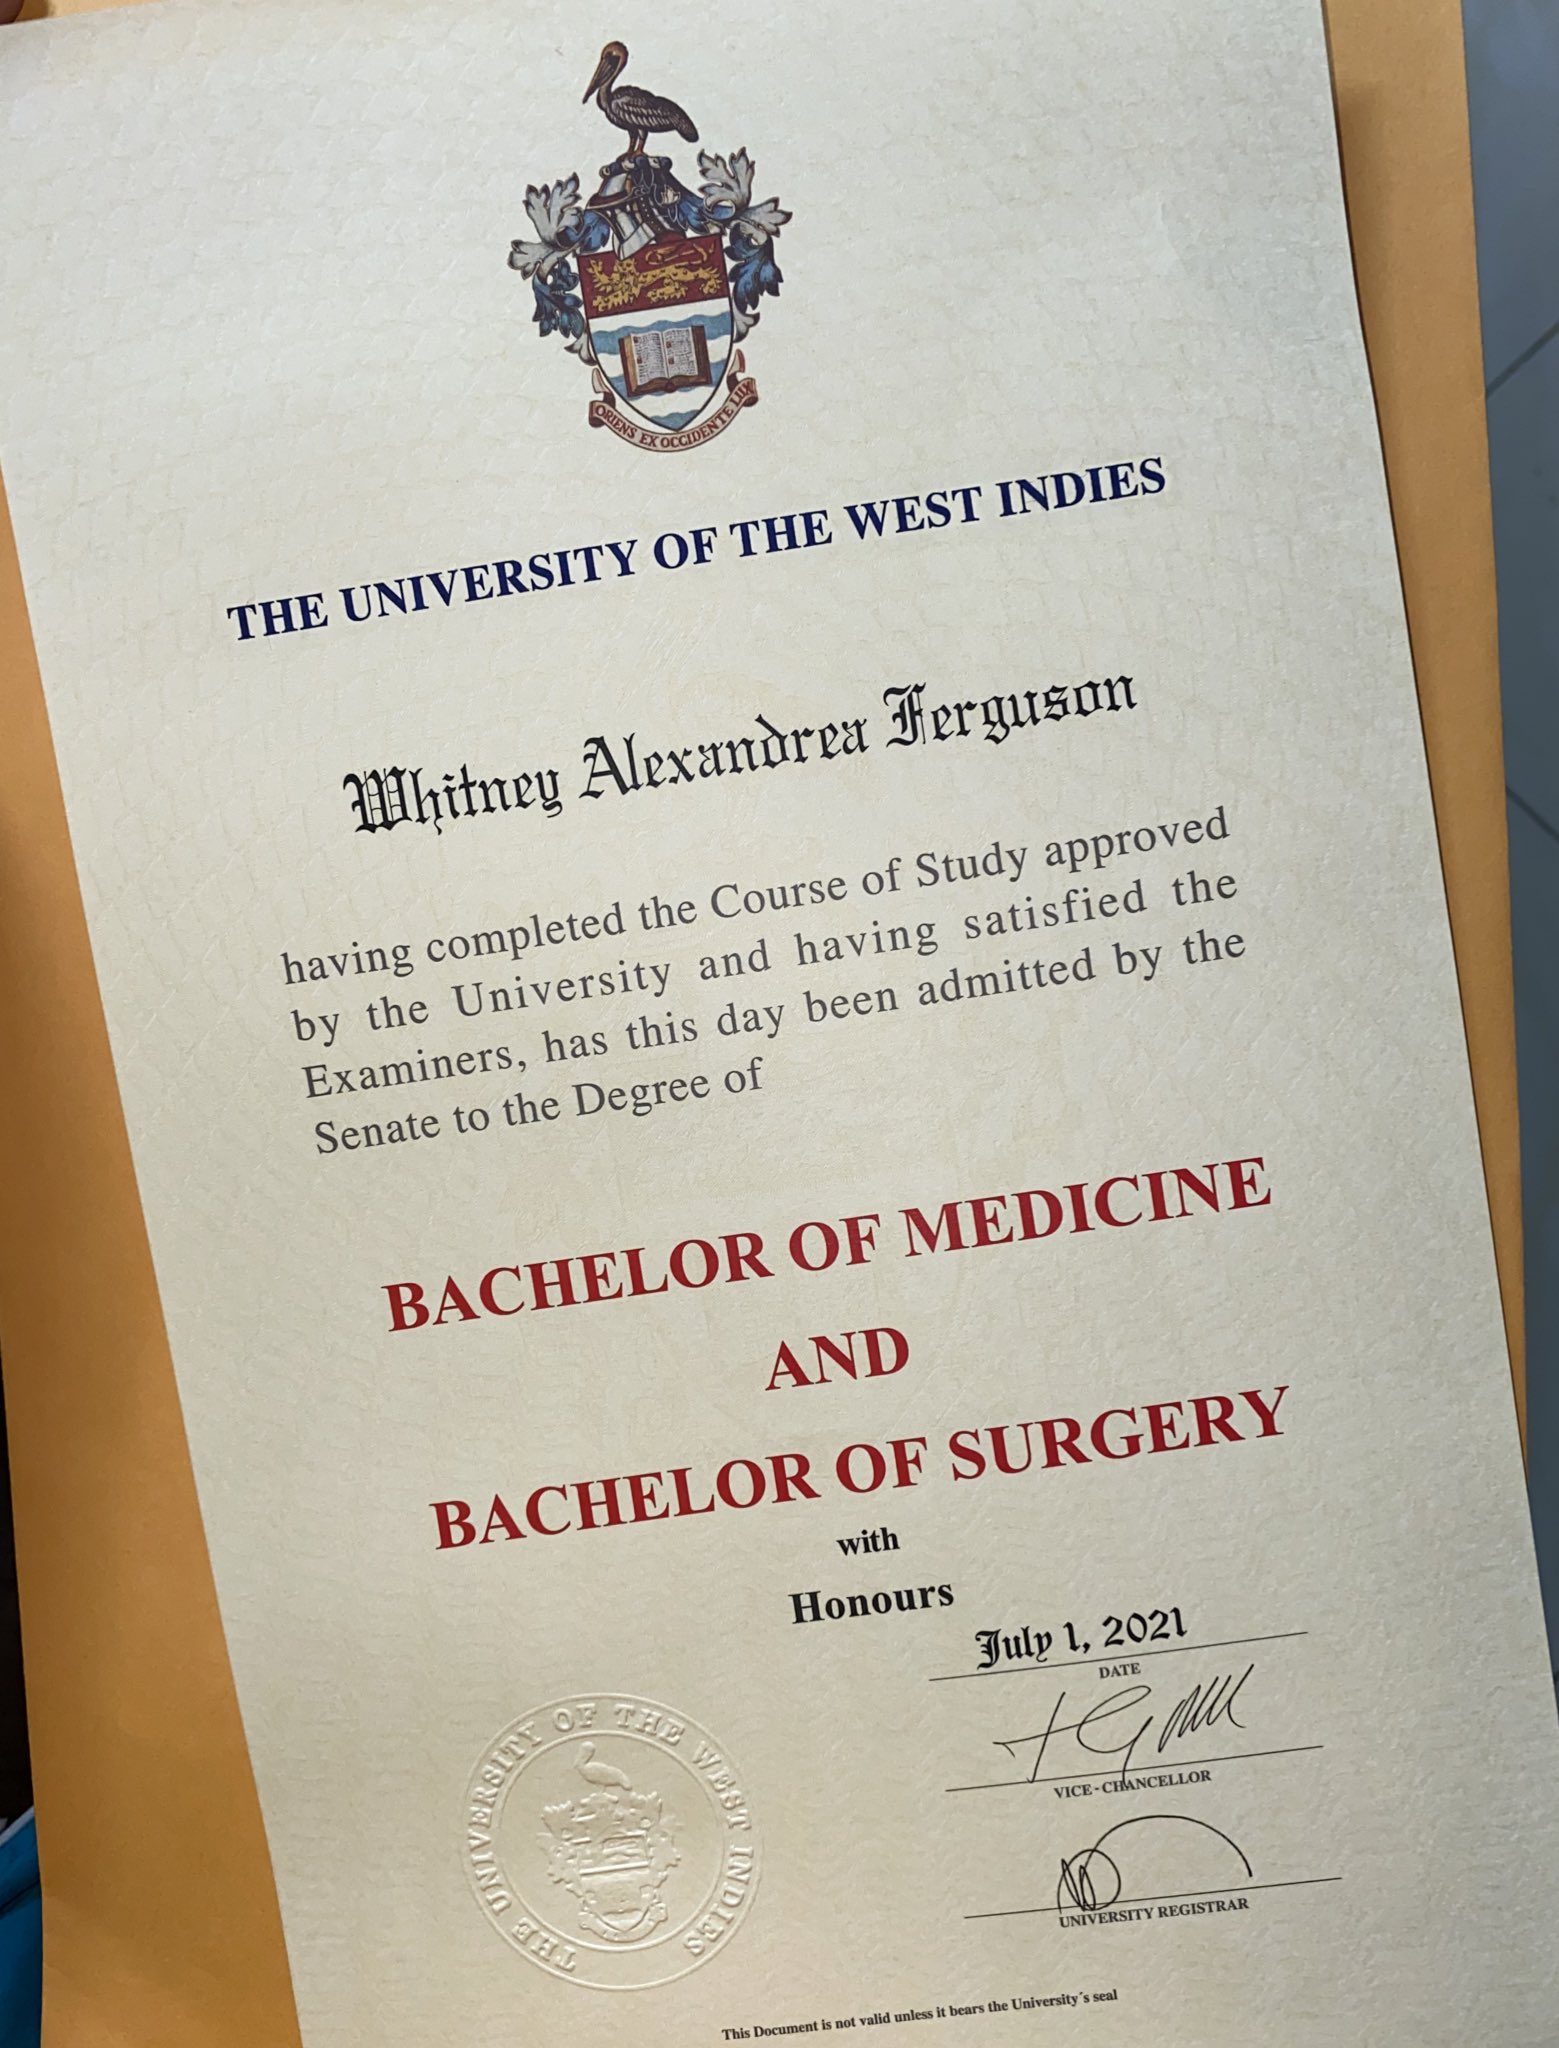 ORIENS EX OCCIDENTE LUX
THE UNIVERSITY OF THE WEST INDIES
Whitney Alexandrea Ferguson
having completed the Course of Study approved
by the University and having satisfied the
Examiners, has this day been admitted by the
Senate to the Degree of
BACHELOR OF MEDICINE
AND
BACHELOR OF SURGERY
with
Honours
July 1, 2021
DATE
VICE-CHANCELLOR
UNIVERSITY REGISTRAR
THE UNIVERSITY OF THE WEST INDIES
This Document is not valid unless it bears the University´s seal